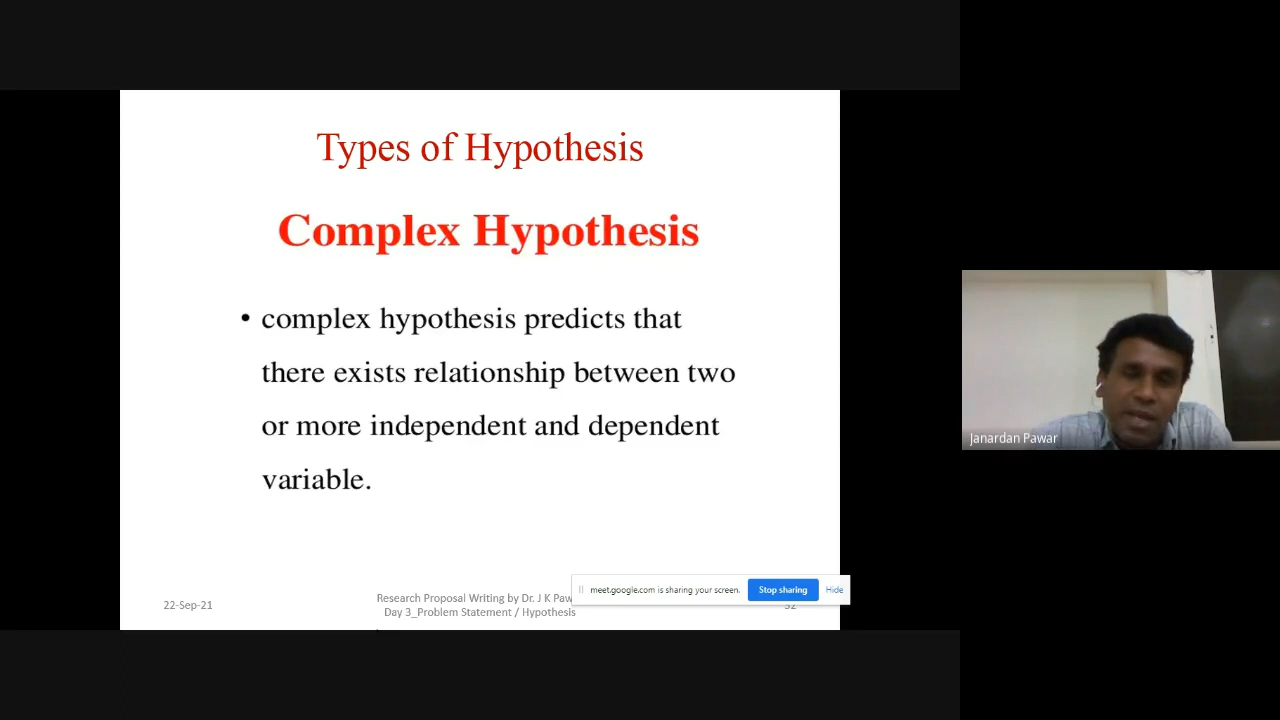 Types of Hypothesis
Complex Hypothesis
• complex hypothesis predicts that
there exists relationship between two
or more independent and dependent
variable.
22-Sep-21
Research Proposal Writing by Dr. J K
Day 3_Problem Statement / Hypothesis
meet.google.com is sharing your screen.
Stop sharing
Hide
Janardan Pawar